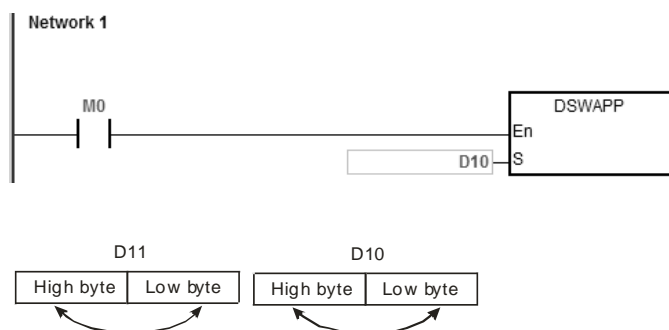 Network 1
M0
DSWAPP
En
D10 S
D11 D10
High byte Low byte High byte Low byte